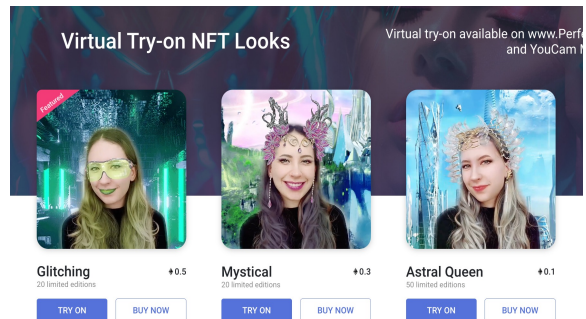 Virtual Try-on NFT Looks
Virtual try-on available on www.Perfe
and YouCam M
Featured
Glitching
0.5
20 limited editions
TRY ON
BUY NOW
Mystical
0.3
20 limited editions
TRY ON
BUY NOW
Astral Queen
0.1
50 limited editions
TRY ON
BUY NOW